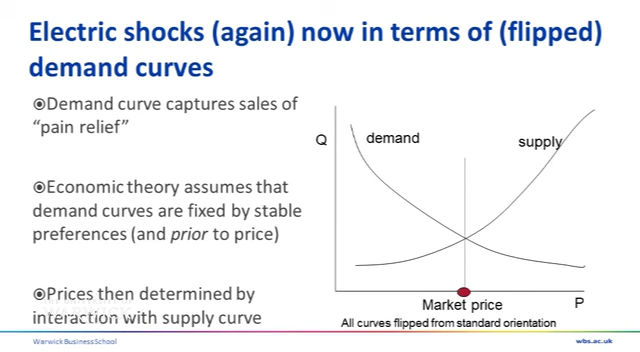 Electric shocks (again) now in terms of (flipped)
demand curves
Demand curve captures sales of
“pain relief”
Economic theory assumes that
demand curves are fixed by stable
preferences (and prior to price)
Prices then determined by
interaction with supply curve
Q
demand
supply
Market price
P
All curves flipped from standard orientation
WARWICK
Warwick Business School
wbs.ac.uk